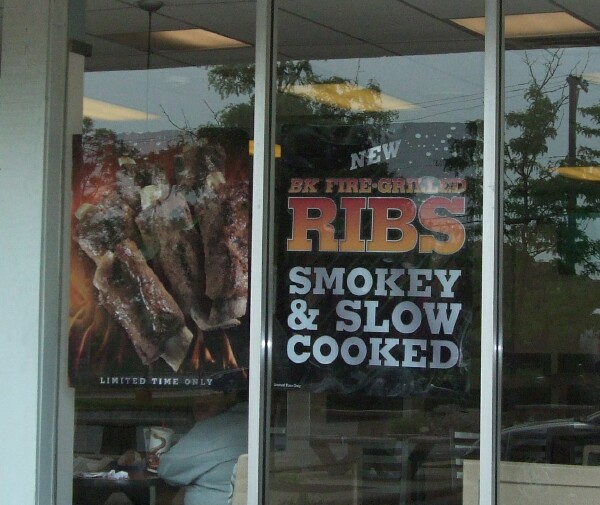 NEW
BK FIRE-GRILLED
RIBS
SMOKEY
& SLOW
COOKED
LIMITED TIME ONLY